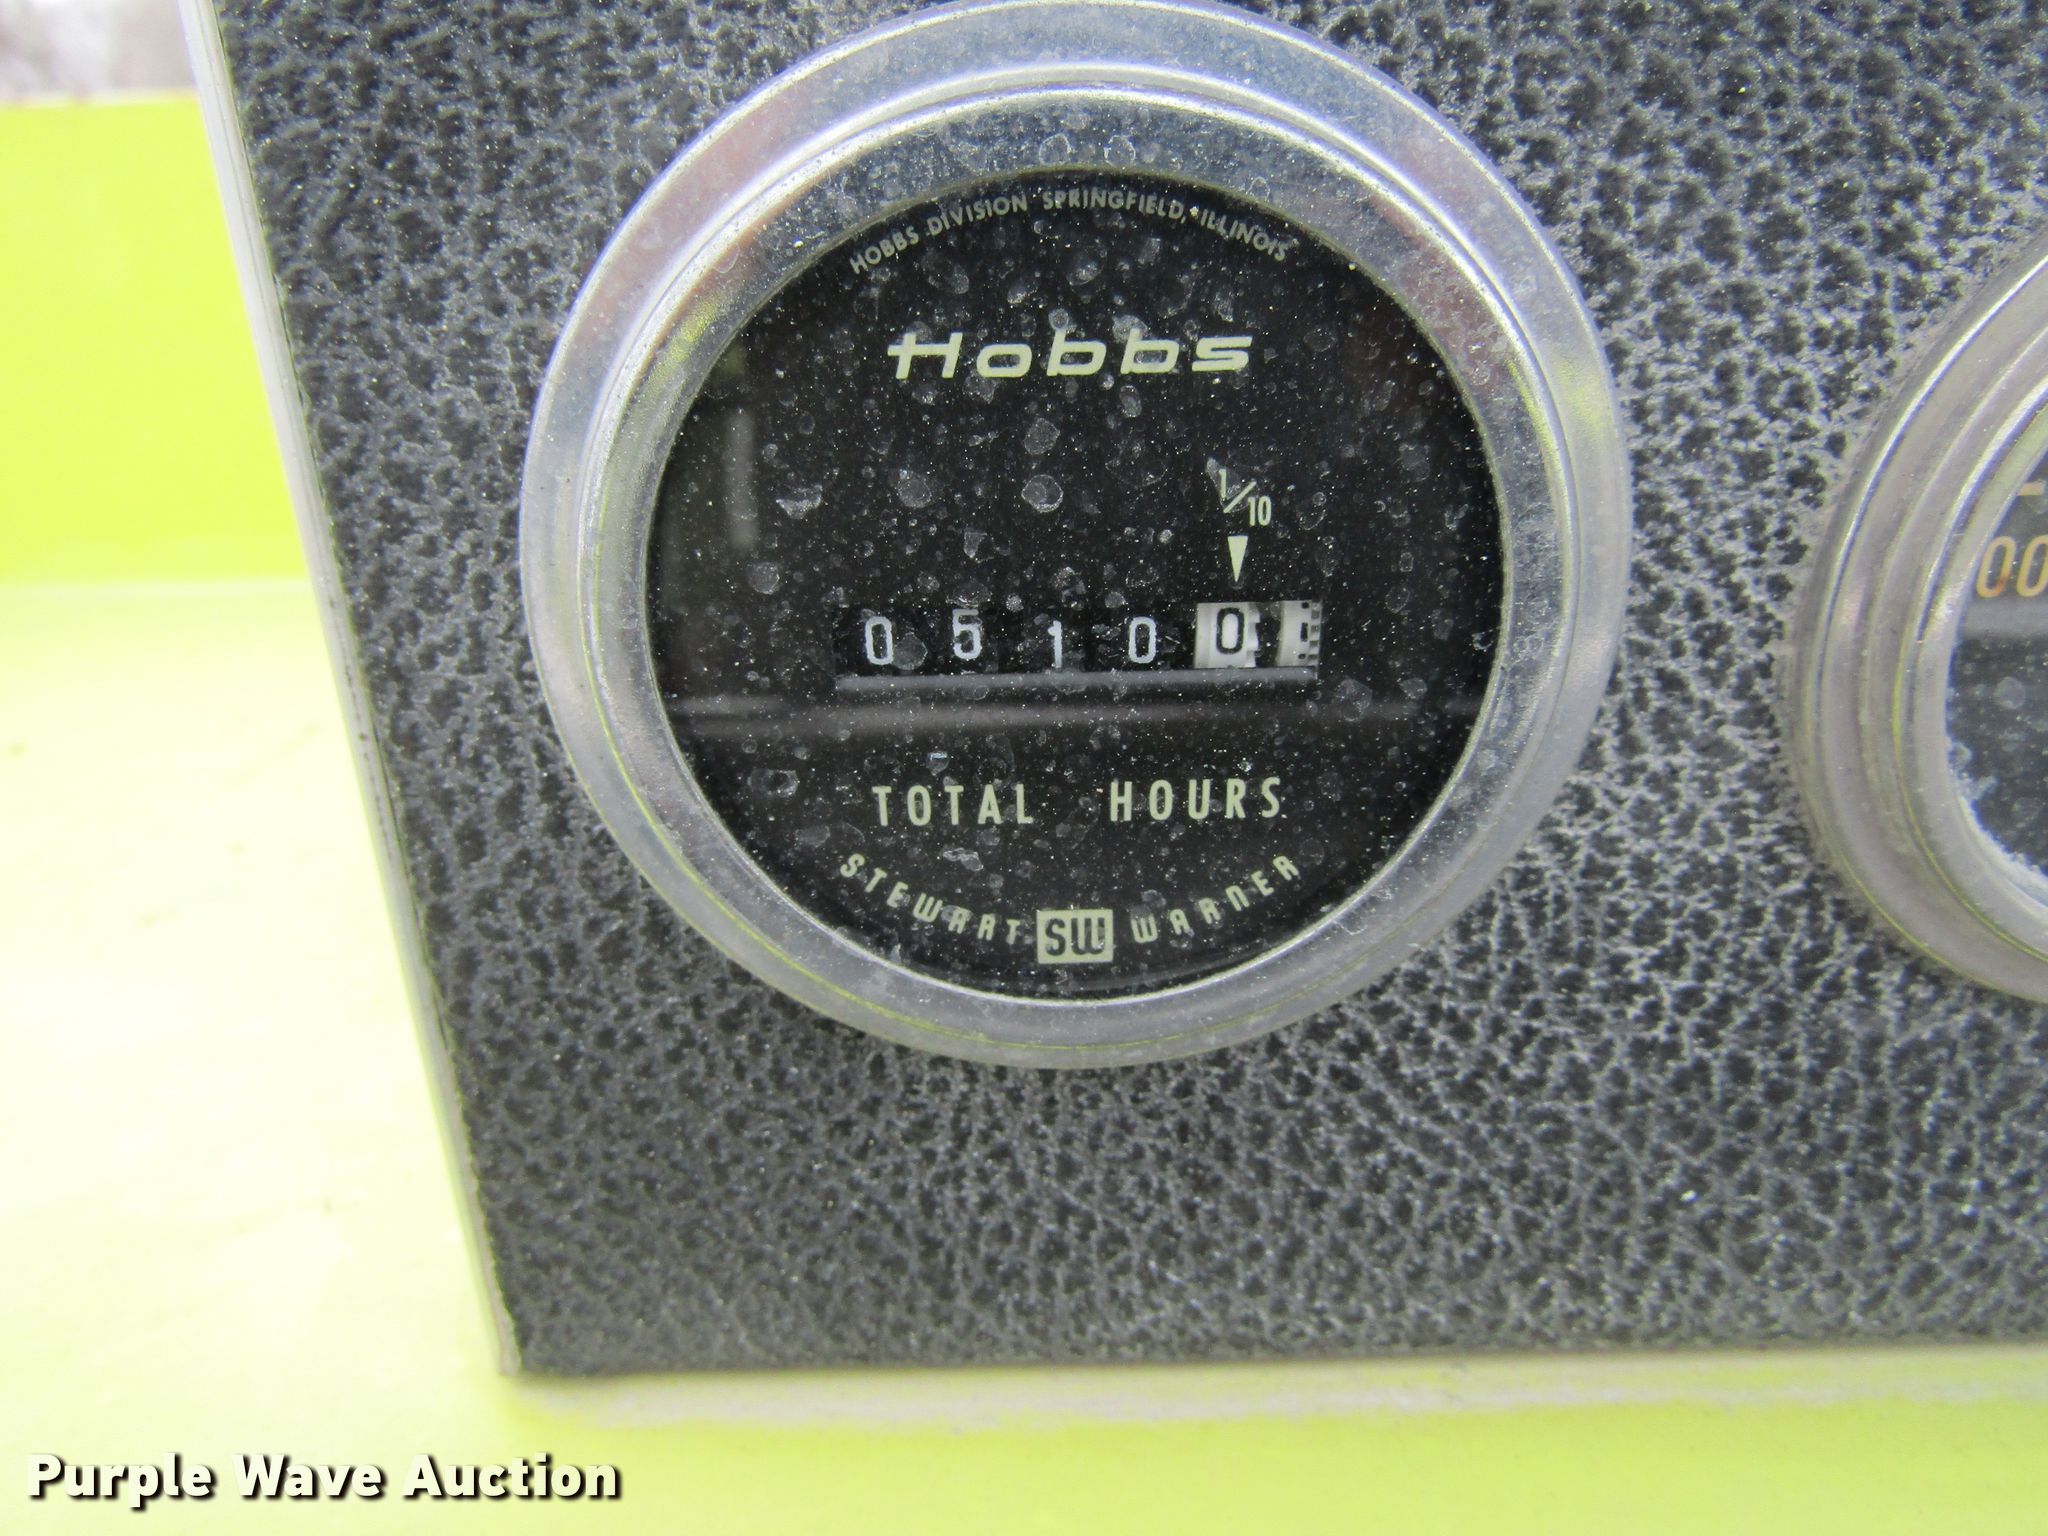 HOBBS DIVISION SPRINGFIELD, ILLINOIS
Hobbs
1/10
0 5 1 0 0
TOTAL HOURS
STEWART SW WARNER
00
Purple Wave Auction